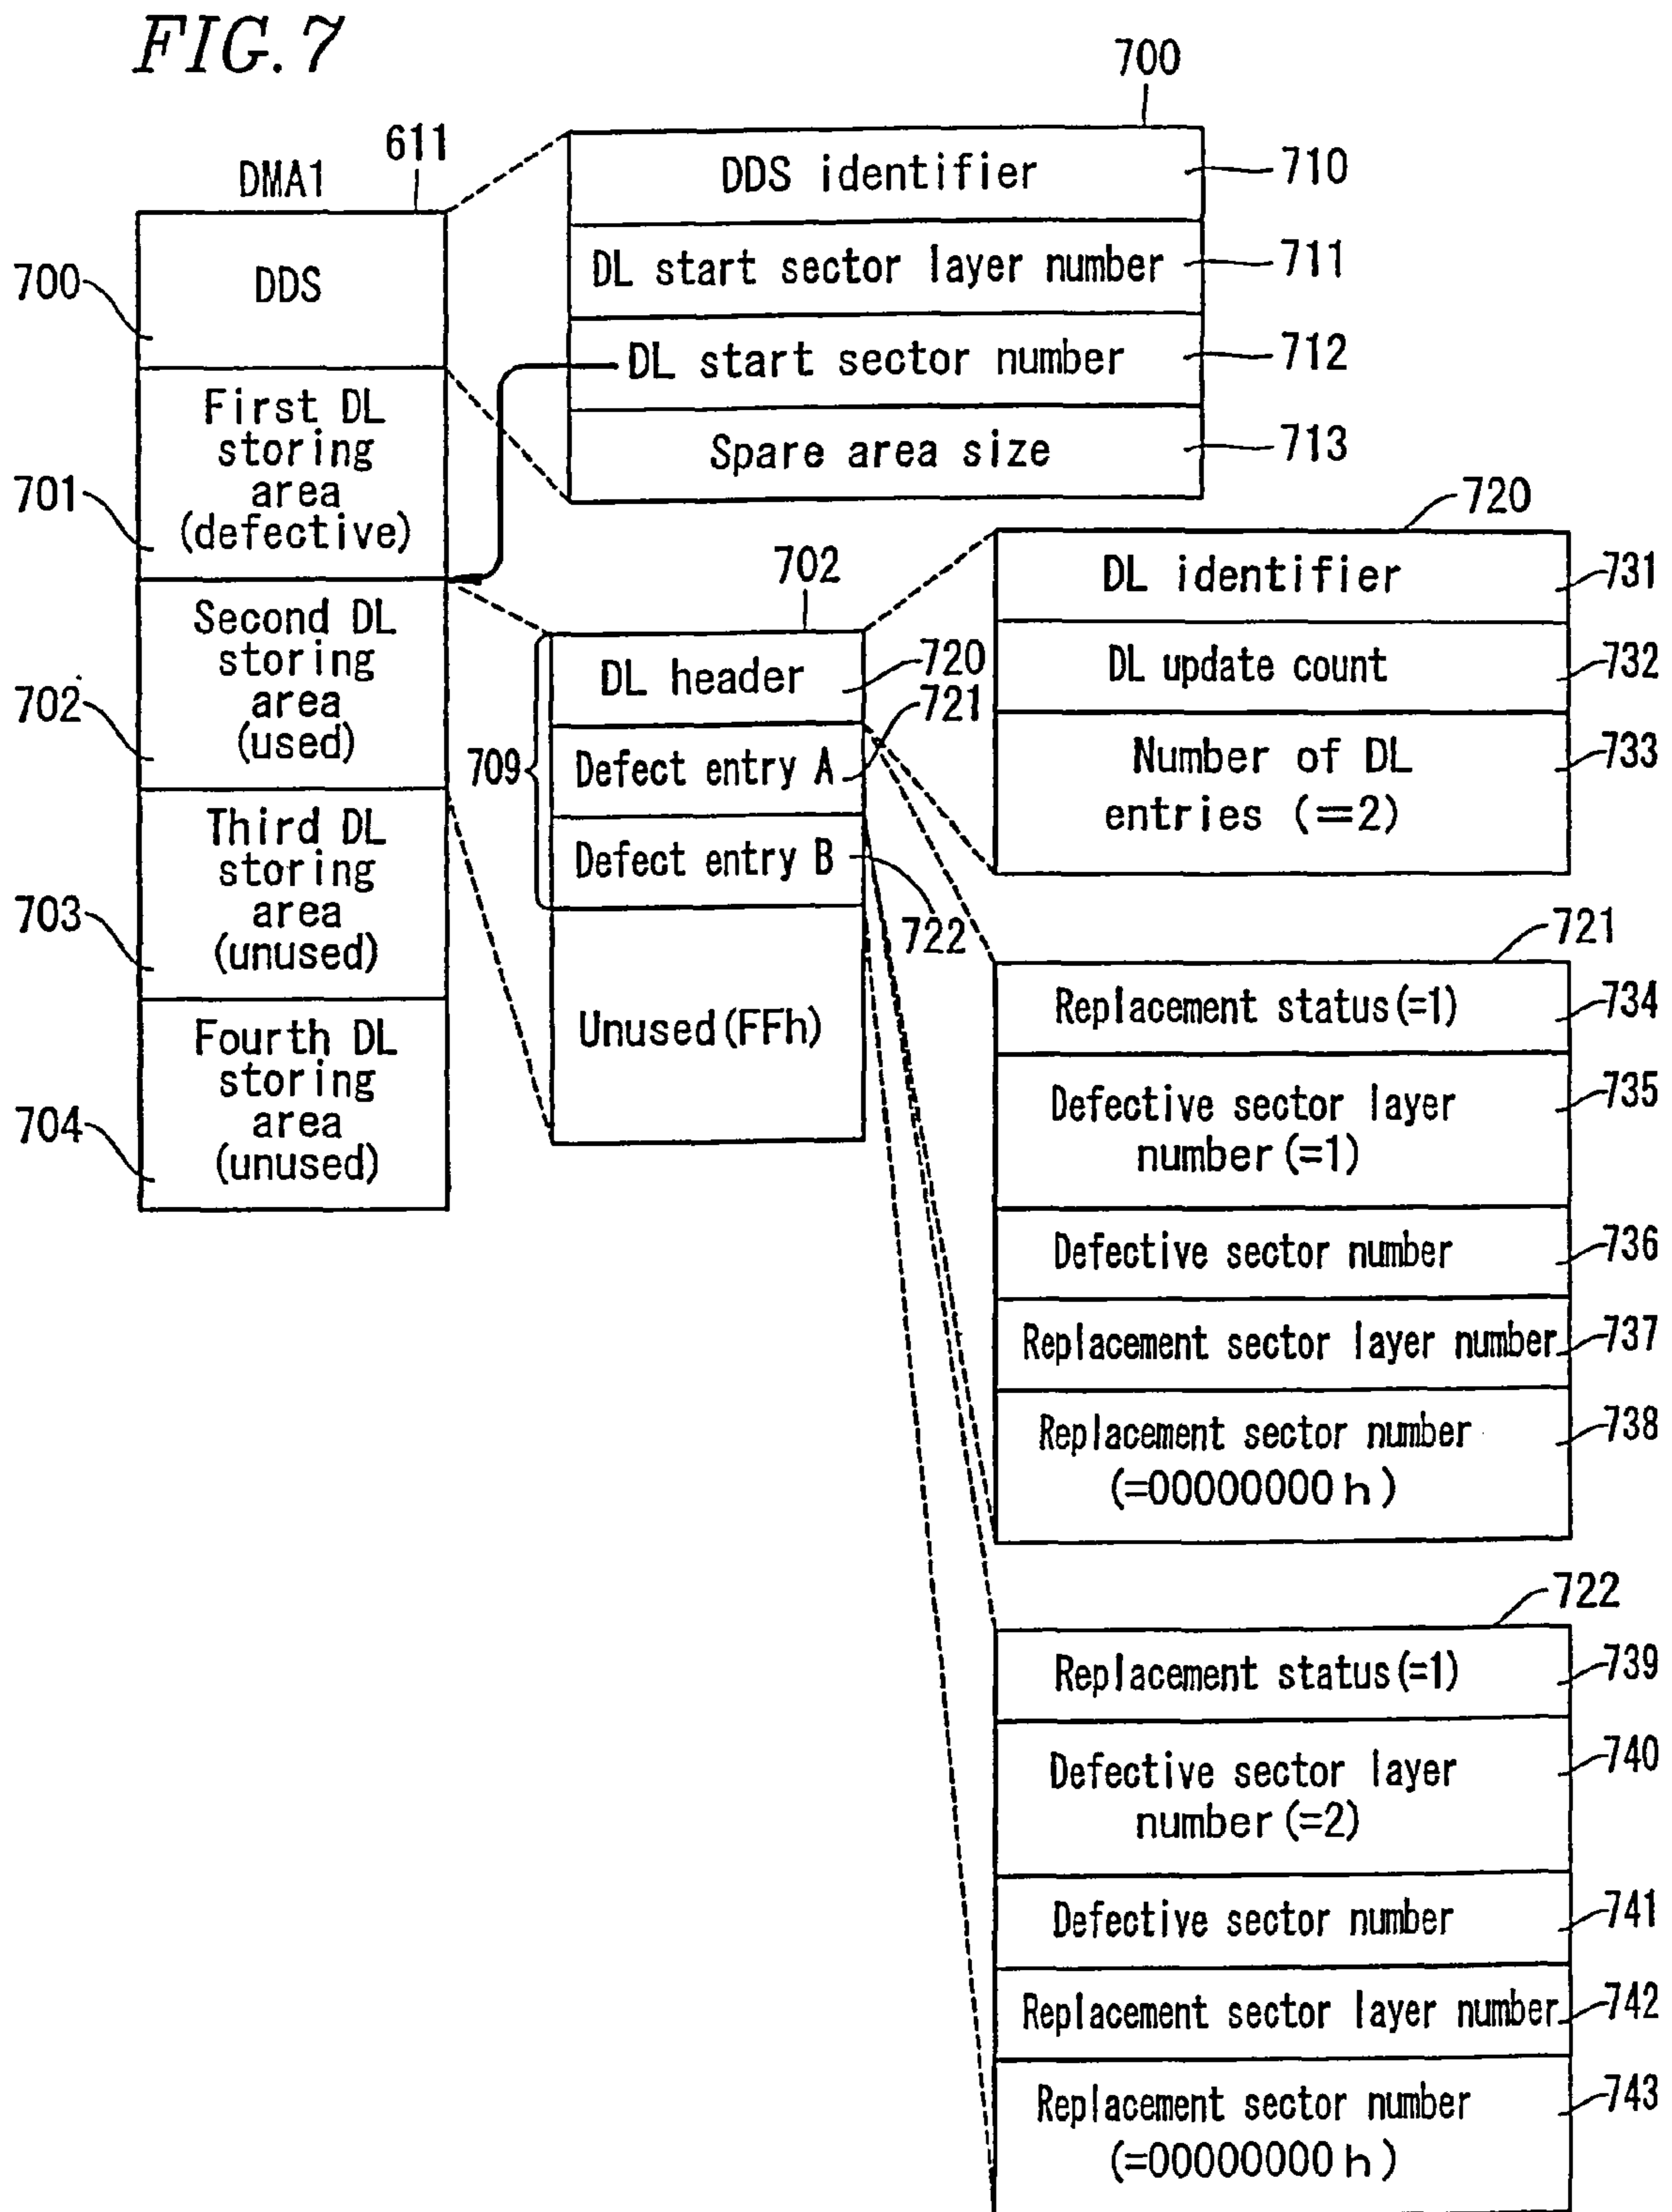 FIG. 7
DMA1
611
700
DDS
701
First DL
storing
area
(defective)
702
Second DL
storing
area
(used)
703
Third DL
storing
area
(unused)
704
Fourth DL
storing
area
(unused)
700
DDS identifier
710
DL start sector layer number
711
DL start sector number
712
Spare area size
713
702
709
DL header
720
Defect entry A
721
Defect entry B
722
Unused(FFh)
720
DL identifier
731
DL update count
732
Number of DL
entries (=2)
733
721
Replacement status(=1)
734
Defective sector layer
number(=1)
735
Defective sector number
736
Replacement sector layer number
737
Replacement sector number
(=00000000h)
738
722
Replacement status(=1)
739
Defective sector layer
number(=2)
740
Defective sector number
741
Replacement sector layer number
742
Replacement sector number
(=00000000h)
743